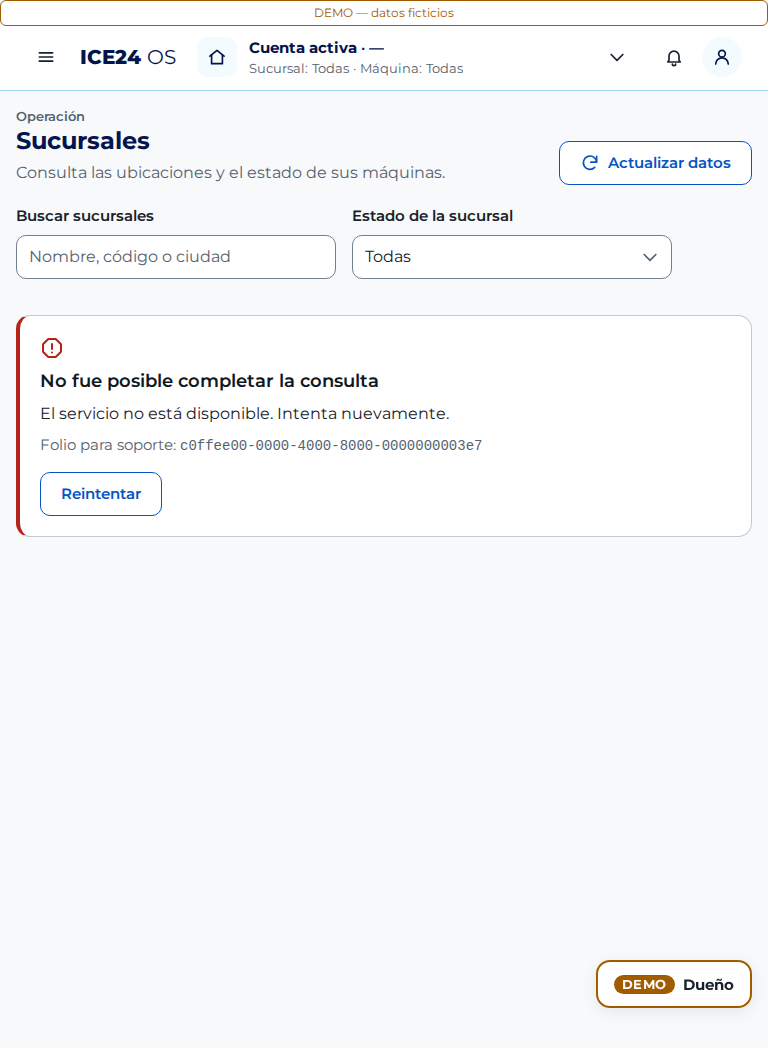 DEMO — datos ficticios
ICE24 OS
Cuenta activa · —
Sucursal: Todas · Máquina: Todas
Operación
Sucursales
Consulta las ubicaciones y el estado de sus máquinas.
Actualizar datos
Buscar sucursales
Estado de la sucursal
Nombre, código o ciudad
Todas
No fue posible completar la consulta
El servicio no está disponible. Intenta nuevamente.
Folio para soporte: c0ffee00-0000-4000-8000-0000000003e7
Reintentar
DEMO Dueño